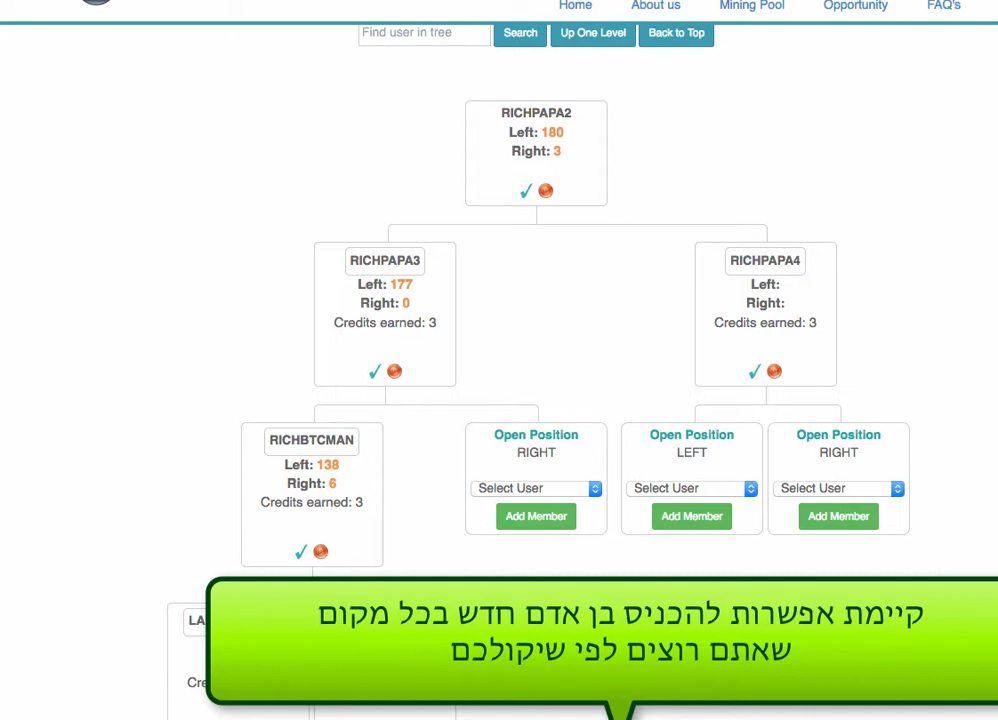 Home About us Mining Pool Opportunity FAQ's
Find user in tree Search Up One Level Back to Top
RICHPAPA2
Left: 180
Right: 3
RICHPAPA3
Left: 177
Right: 0
Credits earned: 3
RICHPAPA4
Left:
Right:
Credits earned: 3
RICHBTCMAN
Left: 138
Right: 6
Credits earned: 3
Open Position
RIGHT
Select User
Add Member
Open Position
LEFT
Select User
Add Member
Open Position
RIGHT
Select User
Add Member
קיימת אפשרות להכניס בן אדם חדש בכל מקום
שאתם רוצים לפי שיקולכם